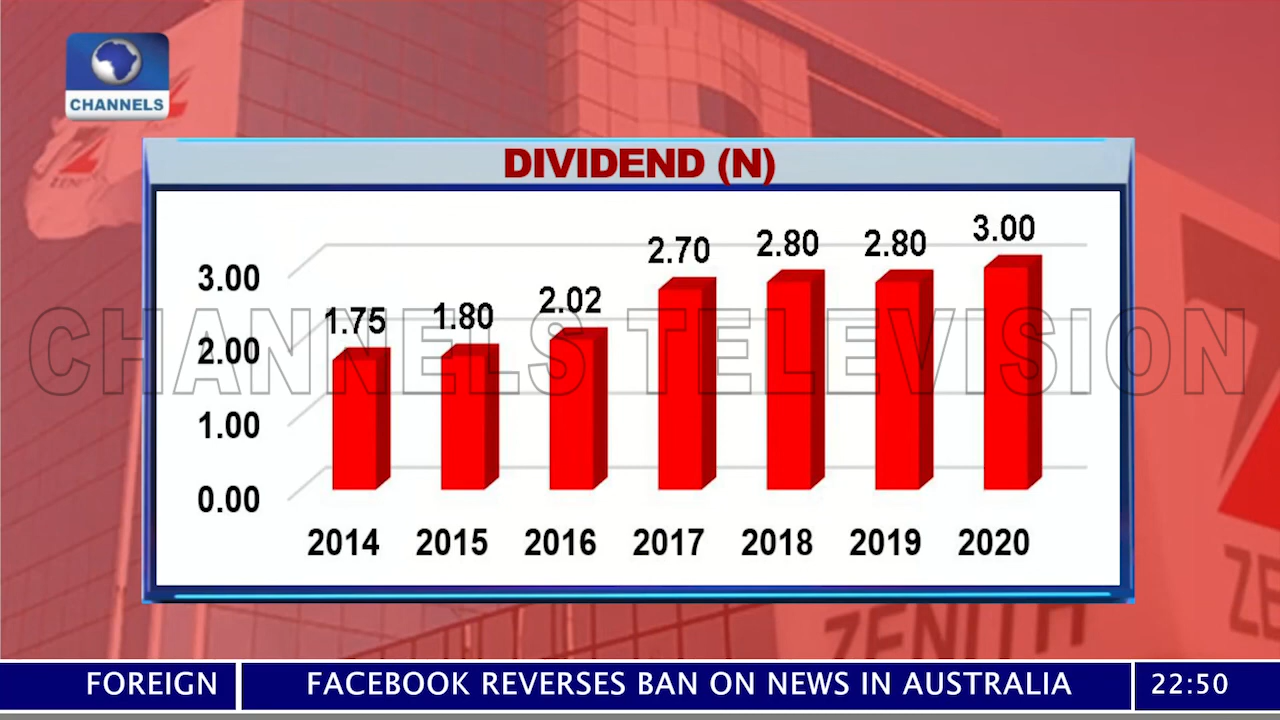 CHANNELS
ZENITH
DIVIDEND (N)
3.00
2.00
1.00
0.00
1.75
1.80
2.02
2.70
2.80
2.80
3.00
2014
2015
2016
2017
2018
2019
2020
CHANNELS TELEVISION
ZENITH
FOREIGN
FACEBOOK REVERSES BAN ON NEWS IN AUSTRALIA
22:50